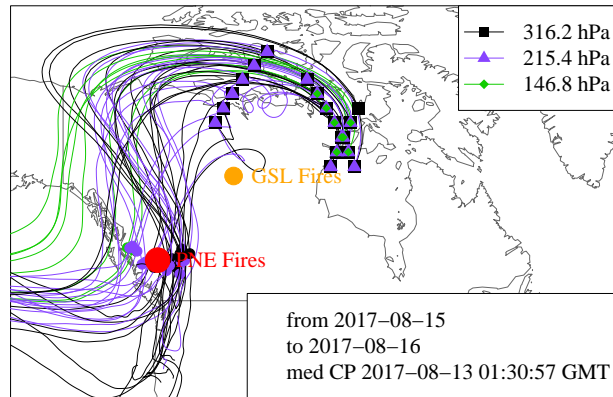 316.2 hPa
215.4 hPa
146.8 hPa
GSL Fires
PNE Fires
from 2017–08–15
to 2017–08–16
med CP 2017–08–13 01:30:57 GMT